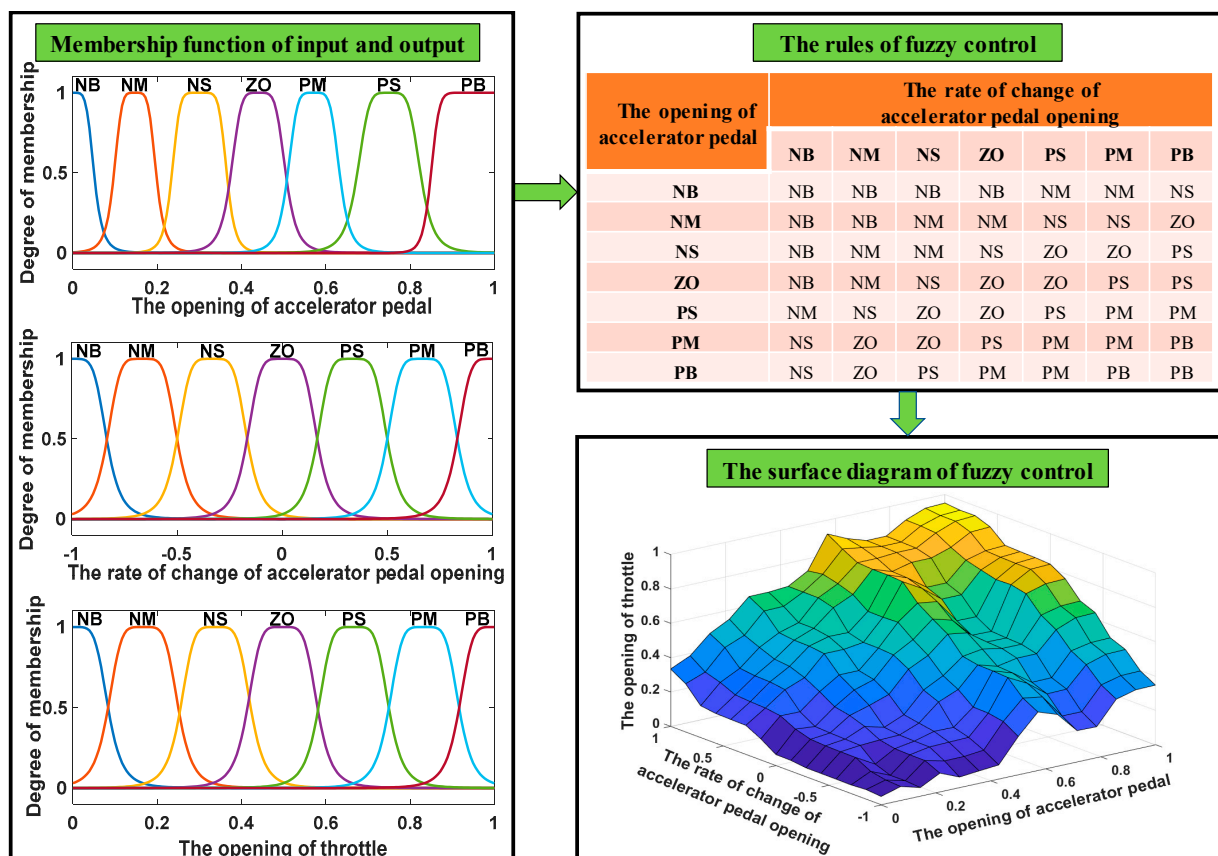 Membership function of input and output
NB NM NS ZO PM PS PB
Degree of membership
1
0.5
0
0 0.2 0.4 0.6 0.8 1
The opening of accelerator pedal
NB NM NS ZO PS PM PB
Degree of membership
1
0.5
0
-1 -0.5 0 0.5 1
The rate of change of accelerator pedal opening
NB NM NS ZO PS PM PB
Degree of membership
1
0.5
0
0 0.2 0.4 0.6 0.8 1
The opening of throttle
The rules of fuzzy control
The opening of
accelerator pedal
The rate of change of
accelerator pedal opening
NB NM NS ZO PS PM PB
NB NB NB NB NB NM NM NS
NM NB NB NM NM NS NS ZO
NS NB NM NM NS ZO ZO PS
ZO NB NM NS ZO ZO PS PS
PS NM NS ZO ZO PS PM PM
PM NS ZO ZO PS PM PM PB
PB NS ZO PS PM PM PB PB
The surface diagram of fuzzy control
The opening of throttle
1
0.8
0.6
0.4
0.2
0
1
0.5
0
-0.5
-1
The rate of change of
accelerator pedal opening
0
0.2
0.4
0.6
0.8
1
The opening of accelerator pedal